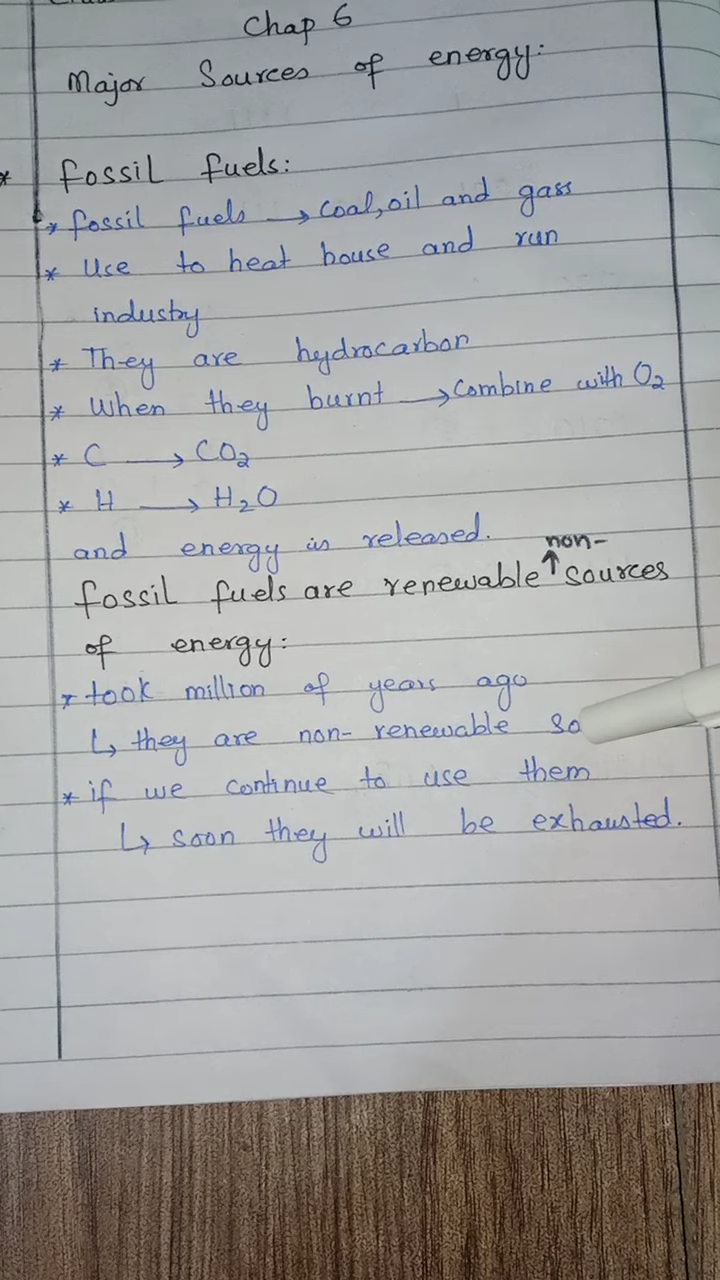 Chap 6
Major Sources of energy:
* fossil fuels:
* fossil fuels → Coal, oil and gass
* Use to heat house and run
industry
* They are hydrocarbon
* When they burnt → Combine with O2
* C → CO2
* H → H2O
and energy is released.
non-
fossil fuels are renewable ↑ sources
of energy:
* took million of years ago
↳ they are non- renewable so
* if we continue to use them
↳ soon they will be exhausted.